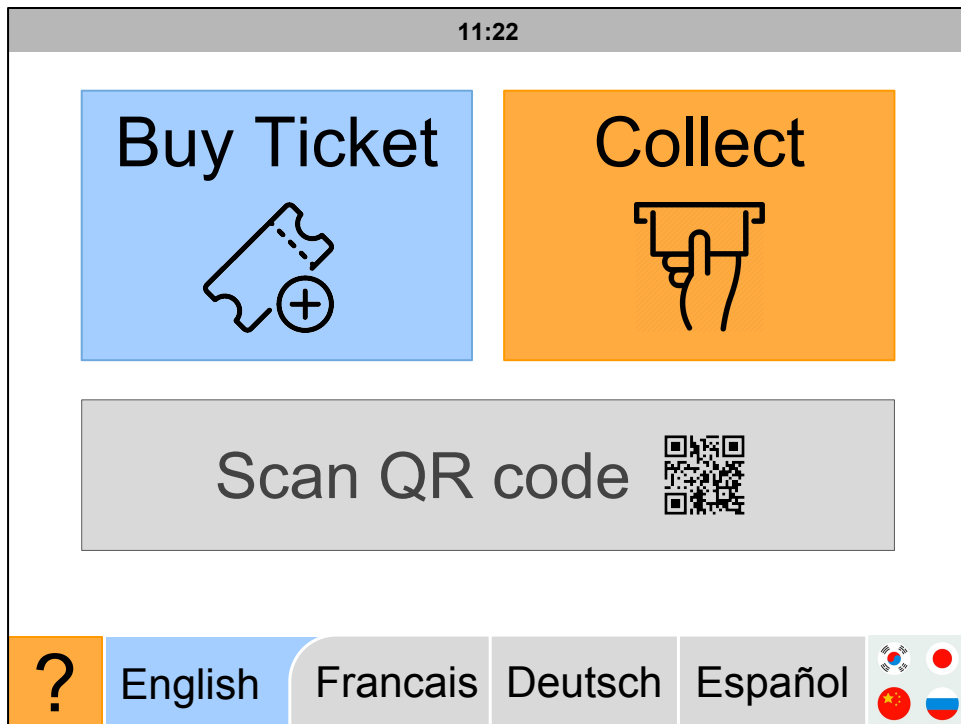 11:22
Buy Ticket
Collect
Scan QR code
? English Francais Deutsch Español